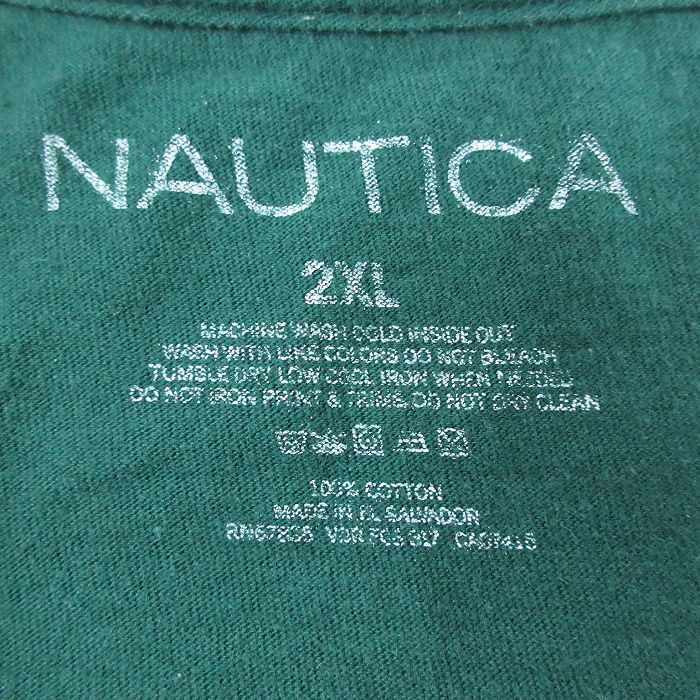 NAUTICA
2XL
MACHINE WASH COLD INSIDE OUT
WASH WITH LIKE COLORS DO NOT BLEACH
TUMBLE DRY LOW COOL IRON WHEN NEEDED
DO NOT IRON PRINT & TRIMS, DO NOT DRY CLEAN
100% COTTON
MADE IN EL SALVADOR